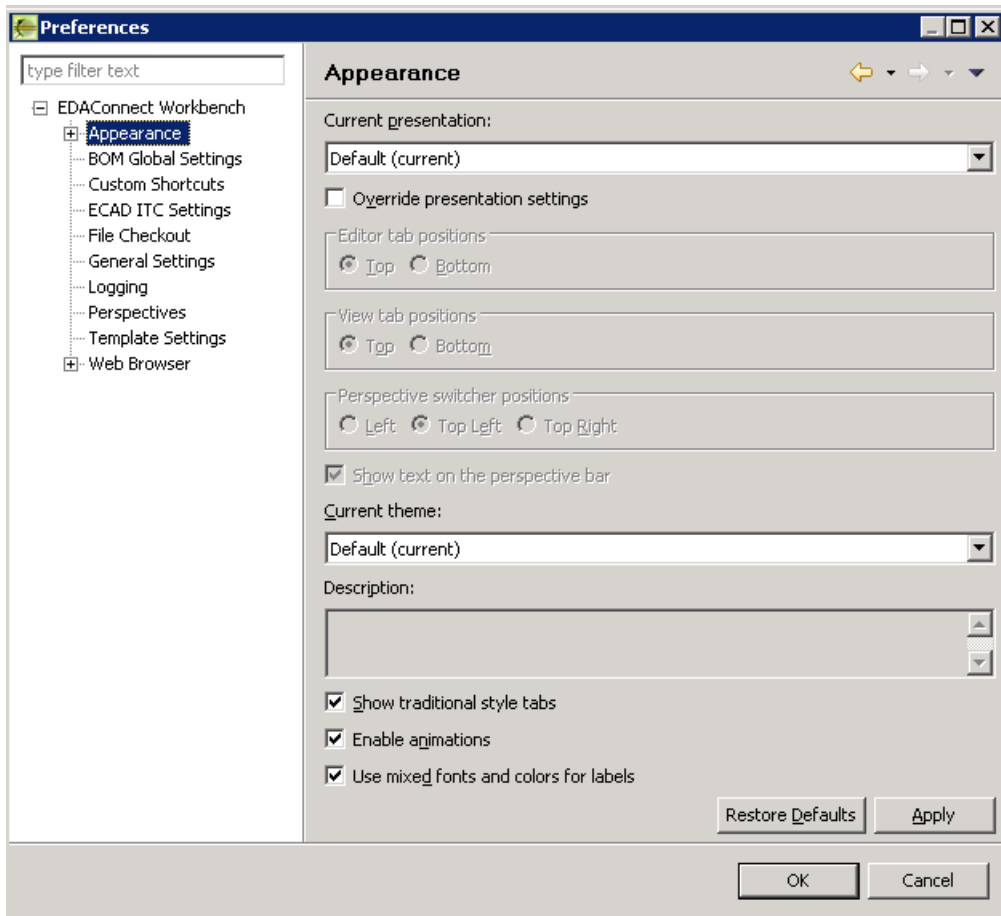 Preferences
type filter text
EDAConnect Workbench
Appearance
BOM Global Settings
Custom Shortcuts
ECAD ITC Settings
File Checkout
General Settings
Logging
Perspectives
Template Settings
Web Browser
Appearance
Current presentation:
Default (current)
Override presentation settings
Editor tab positions
Top Bottom
View tab positions
Top Bottom
Perspective switcher positions
Left Top Left Top Right
Show text on the perspective bar
Current theme:
Default (current)
Description:
Show traditional style tabs
Enable animations
Use mixed fonts and colors for labels
Restore Defaults Apply
OK Cancel